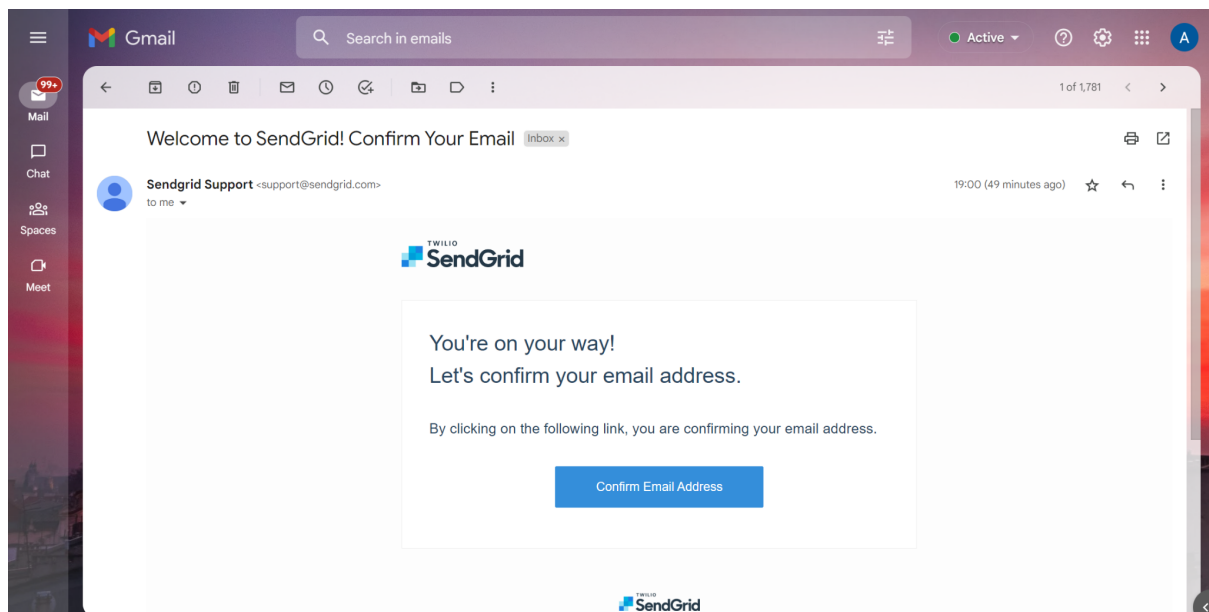 Gmail
Search in emails
Active
A
99+
Mail
Chat
Spaces
Meet
1 of 1,781
Welcome to SendGrid! Confirm Your Email Inbox ×
Sendgrid Support <support@sendgrid.com>
19:00 (49 minutes ago)
to me
TWILIO
SendGrid
You're on your way!
Let's confirm your email address.
By clicking on the following link, you are confirming your email address.
Confirm Email Address
TWILIO
SendGrid